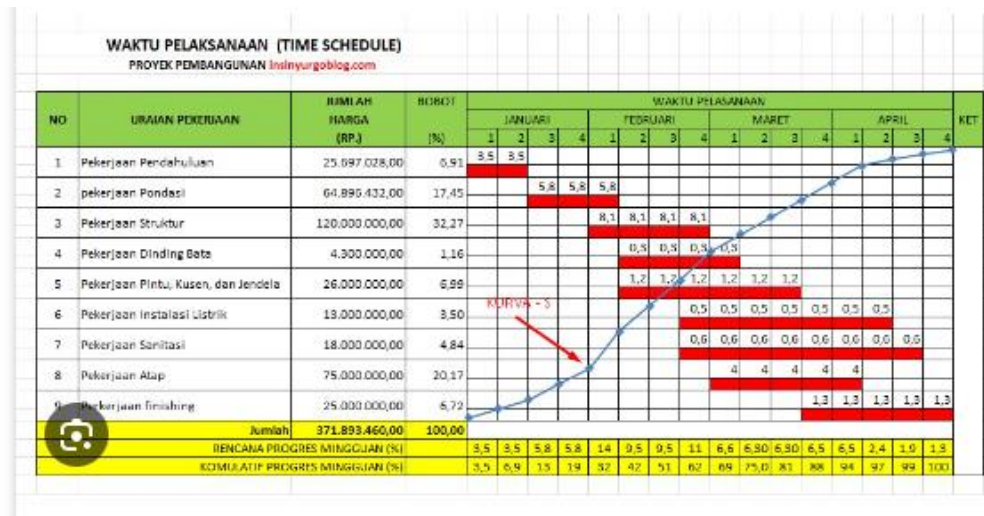 WAKTU PELAKSANAAN (TIME SCHEDULE)
PROYEK PEMBANGUNAN insinyurgoblog.com
NO URAIAN PEKERJAAN JUMLAH HARGA (RP.) BOBOT (%) WAKTU PELASANAAN KET
JANUARI FEBRUARI MARET APRIL
1 2 3 4 1 2 3 4 1 2 3 4 1 2 3 4
1 Pekerjaan Pendahuluan 25.697.028,00 6,91 3,5 3,5
2 pekerjaan Pondasi 64.896.432,00 17,45 5,8 5,8 5,8
3 Pekerjaan Struktur 120.000.000,00 32,27 8,1 8,1 8,1 8,1
4 Pekerjaan Dinding Bata 4.300.000,00 1,16 0,3 0,3 0,3 0,3
5 Pekerjaan Pintu, Kusen, dan Jendela 26.000.000,00 6,99 1,2 1,2 1,2 1,2 1,2 1,2
KURVA - S
6 Pekerjaan Instalasi Listrik 13.000.000,00 3,50 0,5 0,5 0,5 0,5 0,5 0,5 0,5
7 Pekerjaan Sanitasi 18.000.000,00 4,84 0,6 0,6 0,6 0,6 0,6 0,6 0,6 0,6
8 Pekerjaan Atap 75.000.000,00 20,17 4 4 4 4 4
9 finishing 25.000.000,00 6,72 1,3 1,3 1,3 1,3 1,3
Jumlah 371.893.460,00 100,00
RENCANA PROGRES MINGGUAN (%) 3,5 3,5 5,8 5,8 14 9,5 9,5 11 6,6 6,30 6,30 6,5 6,5 2,4 1,9 1,3
KOMULATIF PROGRES MINGGUAN (%) 3,5 6,9 13 19 32 42 51 62 69 75,0 81 88 94 97 99 100